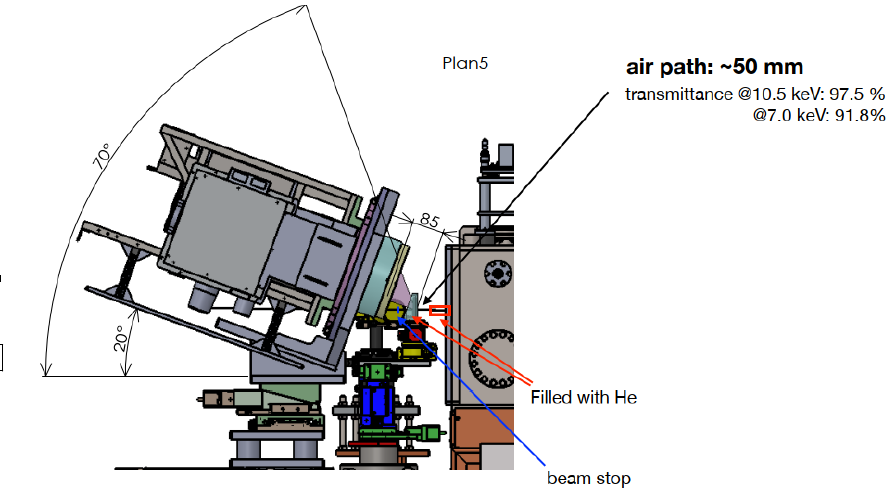 Plan5
air path: ~50 mm
transmittance @10.5 keV: 97.5 %
@7.0 keV: 91.8%
70°
85
20°
Filled with He
beam stop